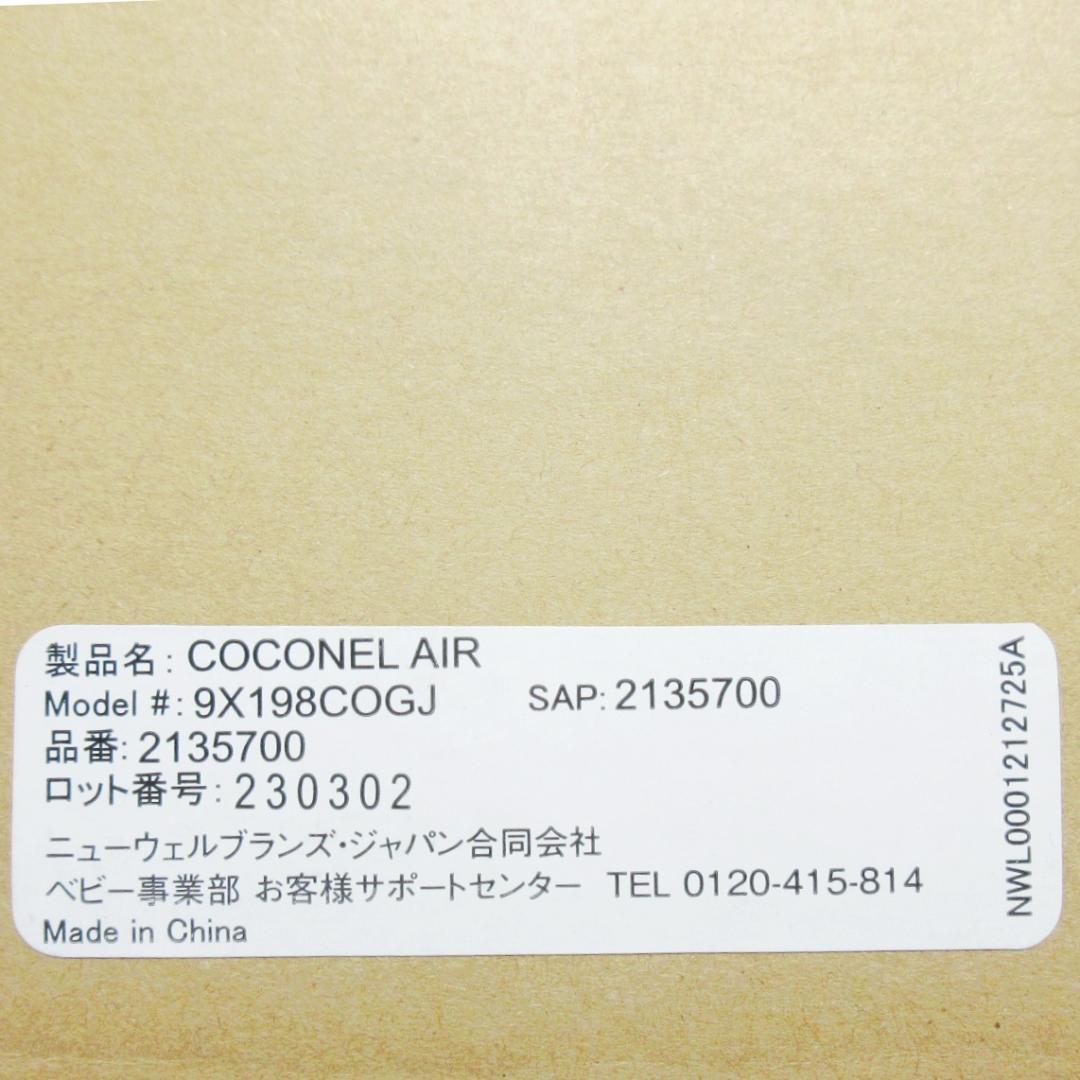 製品名: COCONEL AIR
Model #: 9X198COGJ SAP: 2135700
品番: 2135700
ロット番号: 230302
ニューウェルブランズ・ジャパン合同会社
ベビー事業部 お客様サポートセンター TEL 0120-415-814
Made in China
NWL0001212725A